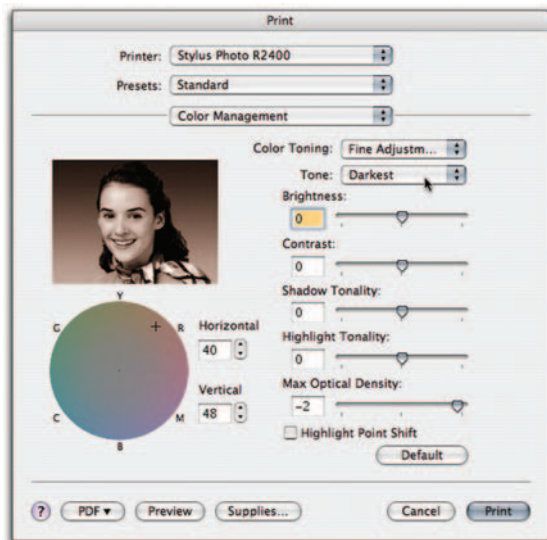 Print
Printer: Stylus Photo R2400
Presets: Standard
Color Management
Color Toning: Fine Adjustm...
Tone: Darkest
Brightness:
0
Contrast:
0
Shadow Tonality:
0
Highlight Tonality:
0
Max Optical Density:
-2
Highlight Point Shift
Default
Y
G R
C M
B
Horizontal
40
Vertical
48
? PDF▼ Preview Supplies... Cancel Print